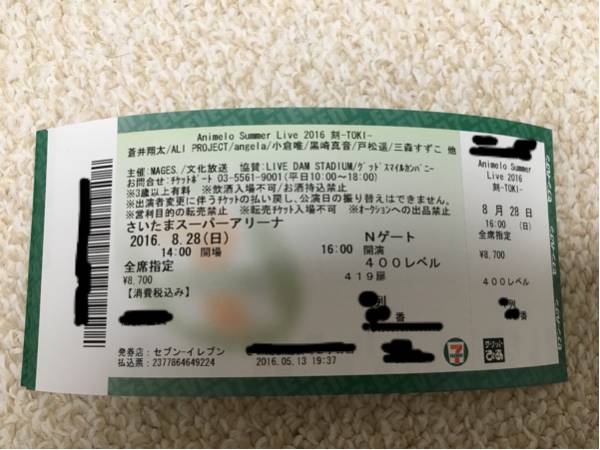 Animelo Summer Live 2016 刻-TOKI-
蒼井翔太/ALI PROJECT/angela/小倉唯/黒崎真音/戸松遥/三森すずこ 他
主催:MAGES./文化放送 協賛:LIVE DAM STADIUM/グッドスマイルカンパニー
お問合せ:チケットポート 03-5561-9001(平日10:00～18:00)
※3歳以上有料 ※飲酒入場不可/お酒持込禁止
※出演者変更に伴うチケットの払い戻し、公演日の振り替えはできません。
※営利目的の転売禁止 ※転売チケット入場不可 ※オークションへの出品禁止
さいたまスーパーアリーナ
2016. 8.28(日) Nゲート
14:00 開場 16:00 開演
全席指定 400レベル
¥8,700 419扉
【消費税込み】 列
番
発券店:セブン-イレブン
払込票:2377864649224 2016.05.13 19:37
7
ELEVEN
チケットぴあ
Animelo Summer
Live 2016
刻-TOKI-
8月 28日
16:00 (日)
全席指定
¥8,700
400レベル
列
番